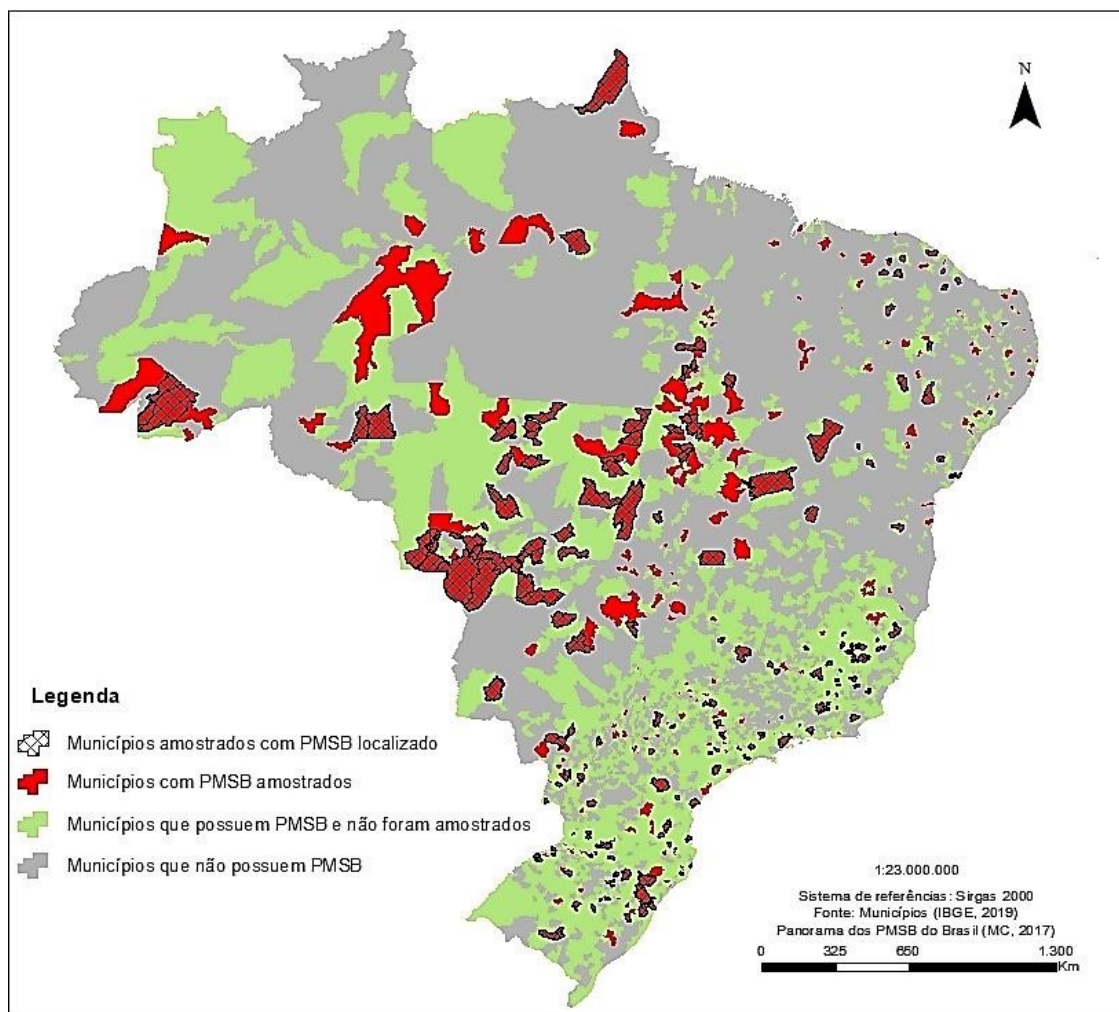 N
Legenda
Municípios amostrados com PMSB localizado
Municípios com PMSB amostrados
Municípios que possuem PMSB e não foram amostrados
Municípios que não possuem PMSB
1:23.000.000
Sistema de referências: Sirgas 2000
Fonte: Municípios (IBGE, 2019)
Panorama dos PMSB do Brasil (MC, 2017)
0 325 650 1.300
Km